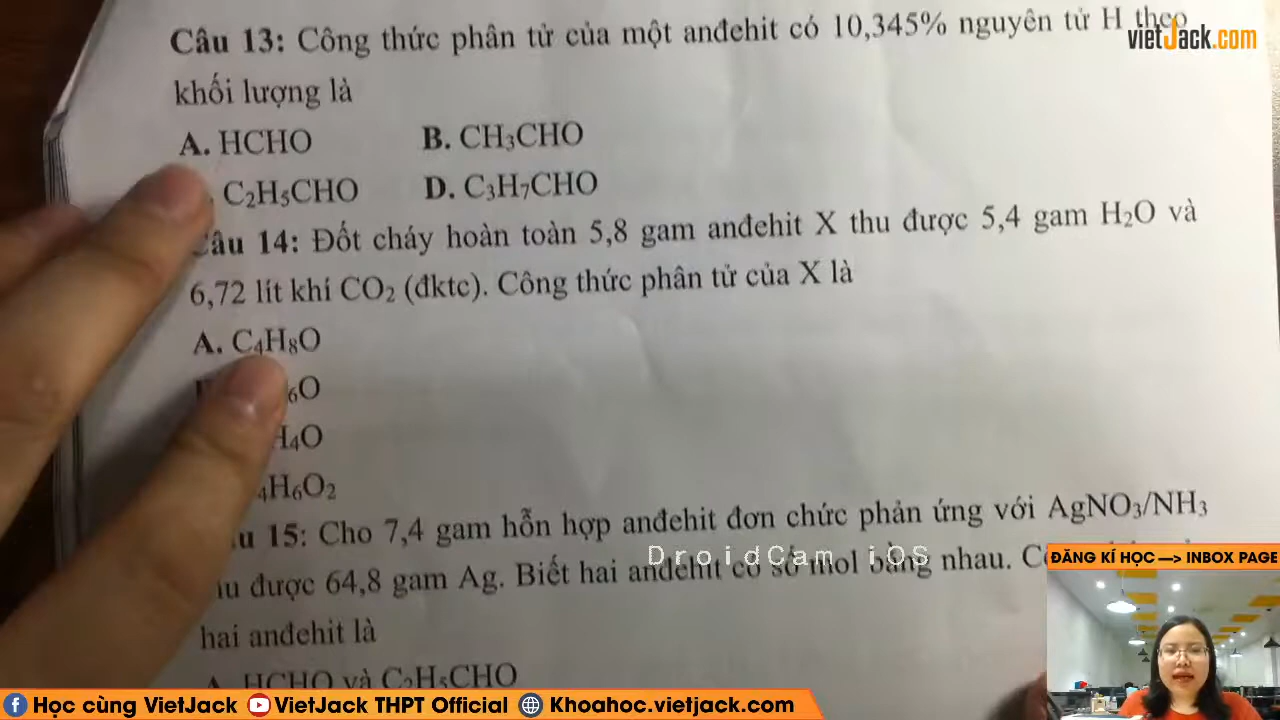 Câu 13: Công thức phân tử của một anđehit có 10,345% nguyên tử H theo
vietJack.com
khối lượng là
A. HCHO B. CH₃CHO
C₂H₅CHO D. C₃H₇CHO
Câu 14: Đốt cháy hoàn toàn 5,8 gam anđehit X thu được 5,4 gam H₂O và
6,72 lít khí CO₂ (đktc). Công thức phân tử của X là
A. C₄H₈O
₆O
H₄O
₄H₆O₂
u 15: Cho 7,4 gam hỗn hợp anđehit đơn chức phản ứng với AgNO₃/NH₃
DroidCam iOS
được 64,8 gam Ag. Biết hai anđehit có số mol bằng nhau.
ĐĂNG KÍ HỌC —> INBOX PAGE
hai anđehit là
A. HCHO và C₂H₅CHO
Học cùng VietJack VietJack THPT Official Khoahoc.vietjack.com